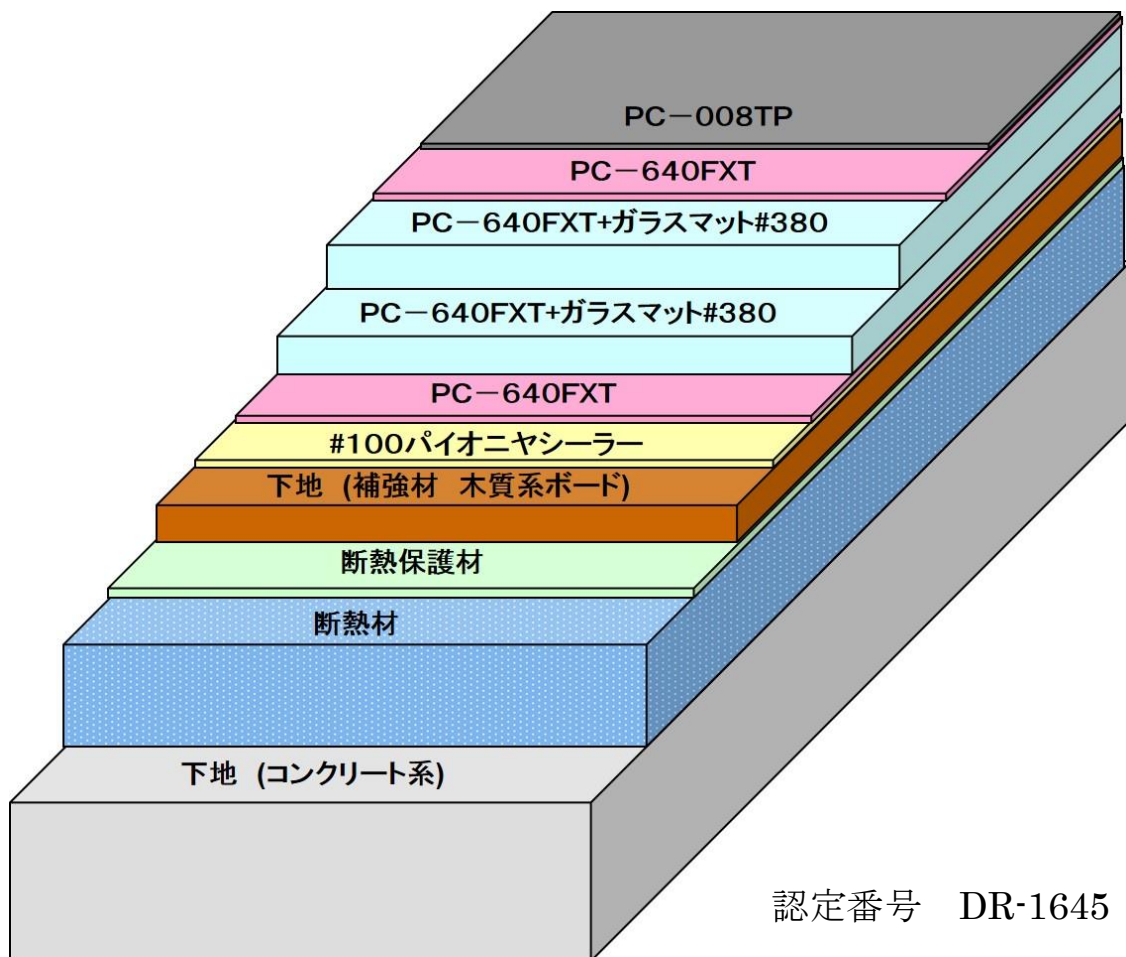 PC－008TP
PC－640FXT
PC－640FXT+ガラスマット#380
PC－640FXT+ガラスマット#380
PC－640FXT
#100パイオニヤシーラー
下地　(補強材　木質系ボード)
断熱保護材
断熱材
下地　(コンクリート系)
認定番号　DR-1645